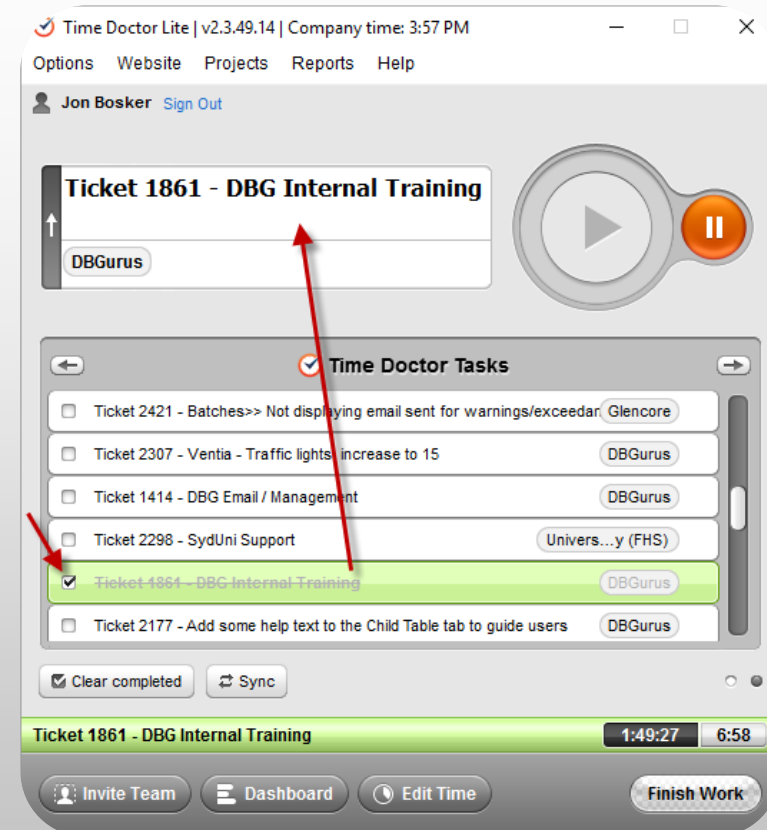 Time Doctor Lite | v2.3.49.14 | Company time: 3:57 PM
Options Website Projects Reports Help
Jon Bosker Sign Out
Ticket 1861 - DBG Internal Training
DBGurus
Time Doctor Tasks
Ticket 2421 - Batches>> Not displaying email sent for warnings/exceedan Glencore
Ticket 2307 - Ventia - Traffic lights increase to 15 DBGurus
Ticket 1414 - DBG Email / Management DBGurus
Ticket 2298 - SydUni Support Univers...y (FHS)
Ticket 1861 - DBG Internal Training DBGurus
Ticket 2177 - Add some help text to the Child Table tab to guide users DBGurus
Clear completed Sync
Ticket 1861 - DBG Internal Training 1:49:27 6:58
Invite Team Dashboard Edit Time Finish Work